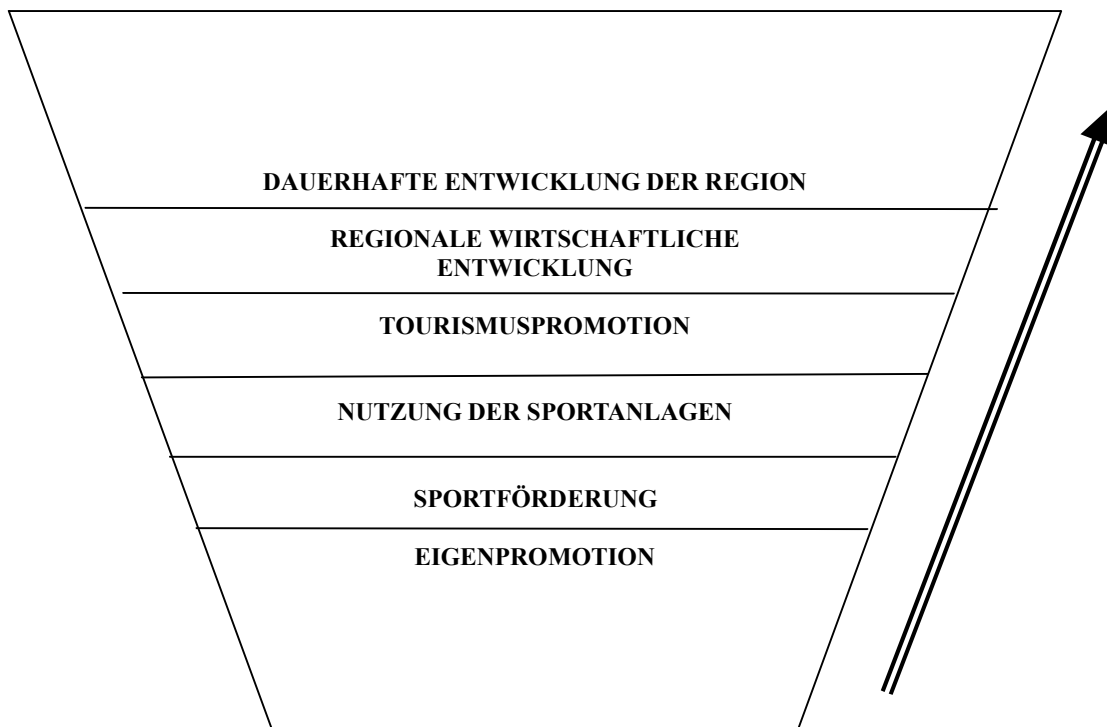 DAUERHAFTE ENTWICKLUNG DER REGION
REGIONALE WIRTSCHAFTLICHE
ENTWICKLUNG
TOURISMUSPROMOTION
NUTZUNG DER SPORTANLAGEN
SPORTFÖRDERUNG
EIGENPROMOTION